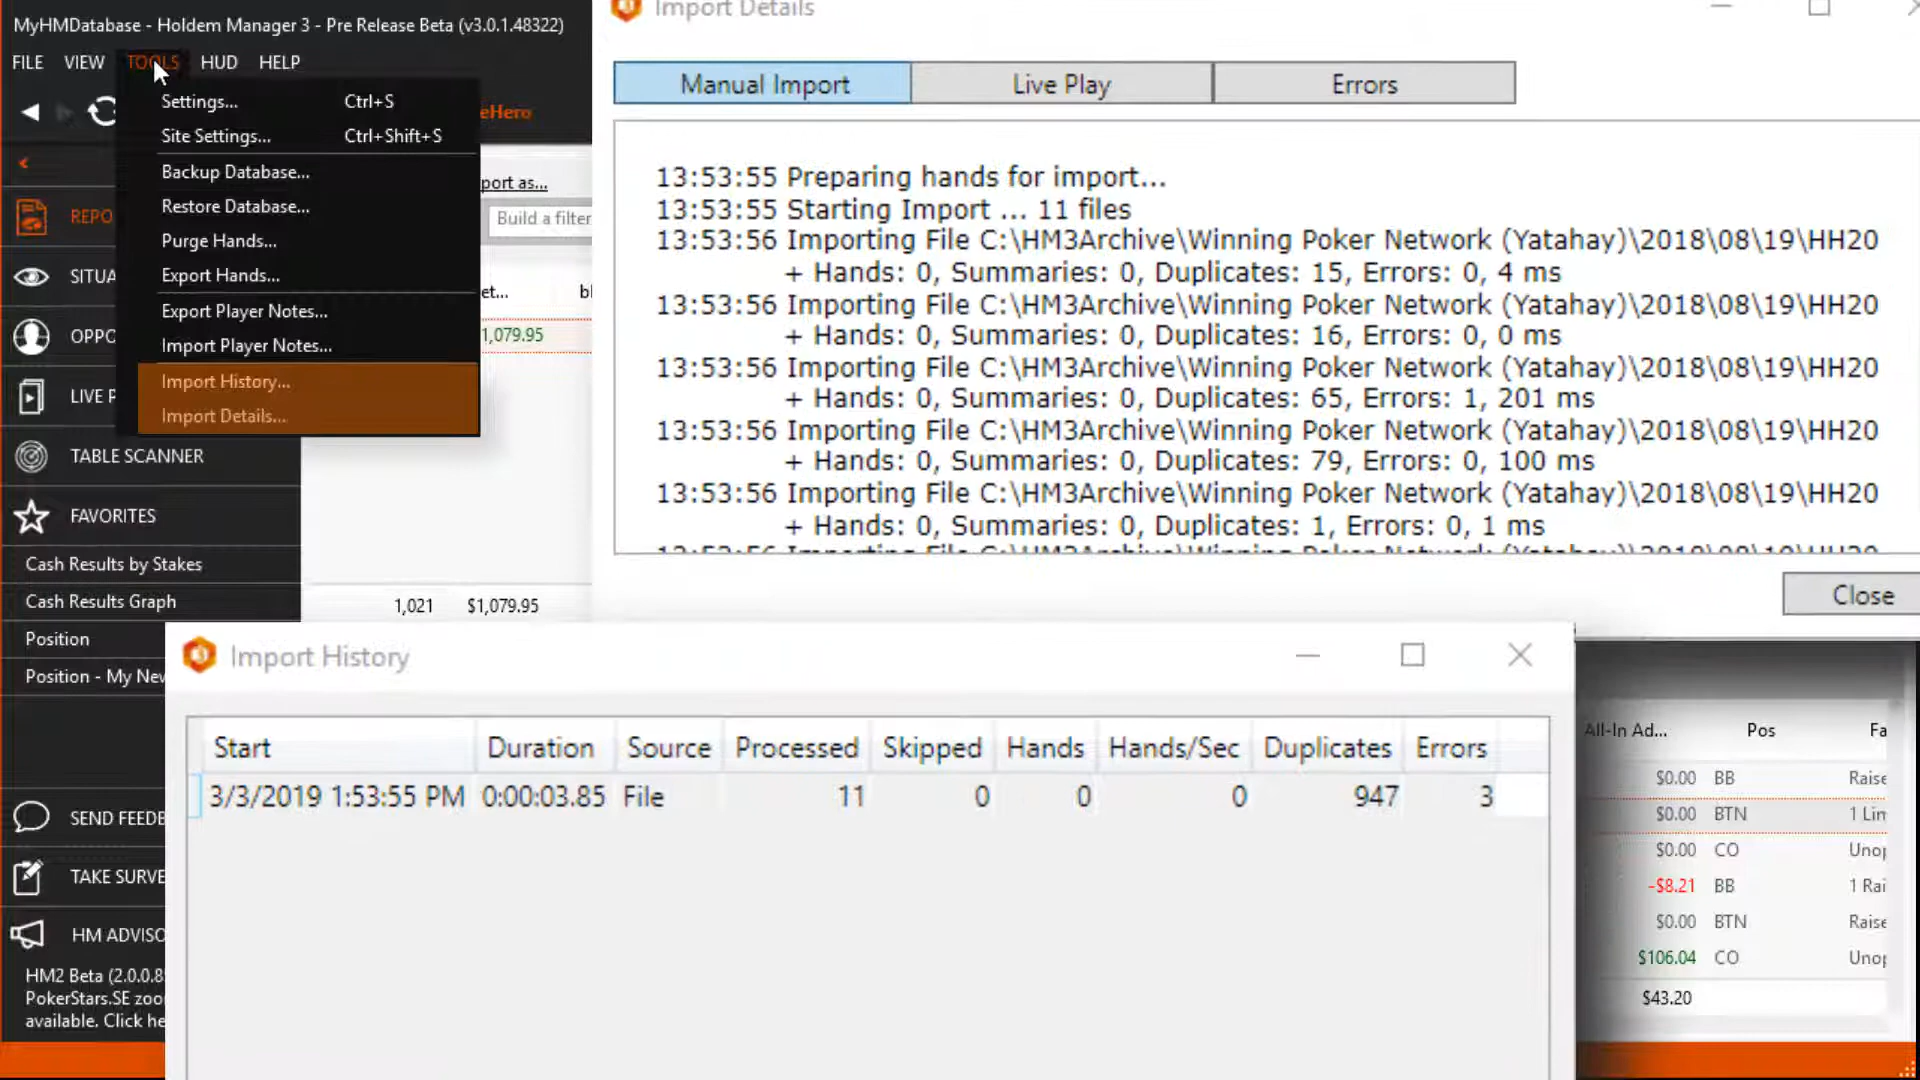 MyHMDatabase - Holdem Manager 3 - Pre Release Beta (v3.0.1.48322)
FILE VIEW TOOLS HUD HELP
Settings... Ctrl+S
Site Settings... Ctrl+Shift+S
Backup Database...
Restore Database...
Purge Hands...
Export Hands...
Export Player Notes...
Import Player Notes...
Import History...
Import Details...
eHero
port as...
Build a filter
et... bl
1,079.95
REPO
SITUA
OPPO
LIVE P
TABLE SCANNER
FAVORITES
Cash Results by Stakes
Cash Results Graph
Position
Position - My New
1,021 $1,079.95
SEND FEEDB
TAKE SURVE
HM ADVISO
HM2 Beta (2.0.0.8
PokerStars.SE zoo
available. Click he
Import Details
Manual Import Live Play Errors
13:53:55 Preparing hands for import...
13:53:55 Starting Import ... 11 files
13:53:56 Importing File C:\HM3Archive\Winning Poker Network (Yatahay)\2018\08\19\HH20
+ Hands: 0, Summaries: 0, Duplicates: 15, Errors: 0, 4 ms
13:53:56 Importing File C:\HM3Archive\Winning Poker Network (Yatahay)\2018\08\19\HH20
+ Hands: 0, Summaries: 0, Duplicates: 16, Errors: 0, 0 ms
13:53:56 Importing File C:\HM3Archive\Winning Poker Network (Yatahay)\2018\08\19\HH20
+ Hands: 0, Summaries: 0, Duplicates: 65, Errors: 1, 201 ms
13:53:56 Importing File C:\HM3Archive\Winning Poker Network (Yatahay)\2018\08\19\HH20
+ Hands: 0, Summaries: 0, Duplicates: 79, Errors: 0, 100 ms
13:53:56 Importing File C:\HM3Archive\Winning Poker Network (Yatahay)\2018\08\19\HH20
+ Hands: 0, Summaries: 0, Duplicates: 1, Errors: 0, 1 ms
Close
Import History
Start Duration Source Processed Skipped Hands Hands/Sec Duplicates Errors
3/3/2019 1:53:55 PM 0:00:03.85 File 11 0 0 0 947 3
All-In Ad... Pos Fa
$0.00 BB Raise
$0.00 BTN 1 Lim
$0.00 CO Unop
-$8.21 BB 1 Rai
$0.00 BTN Raise
$106.04 CO Unop
$43.20